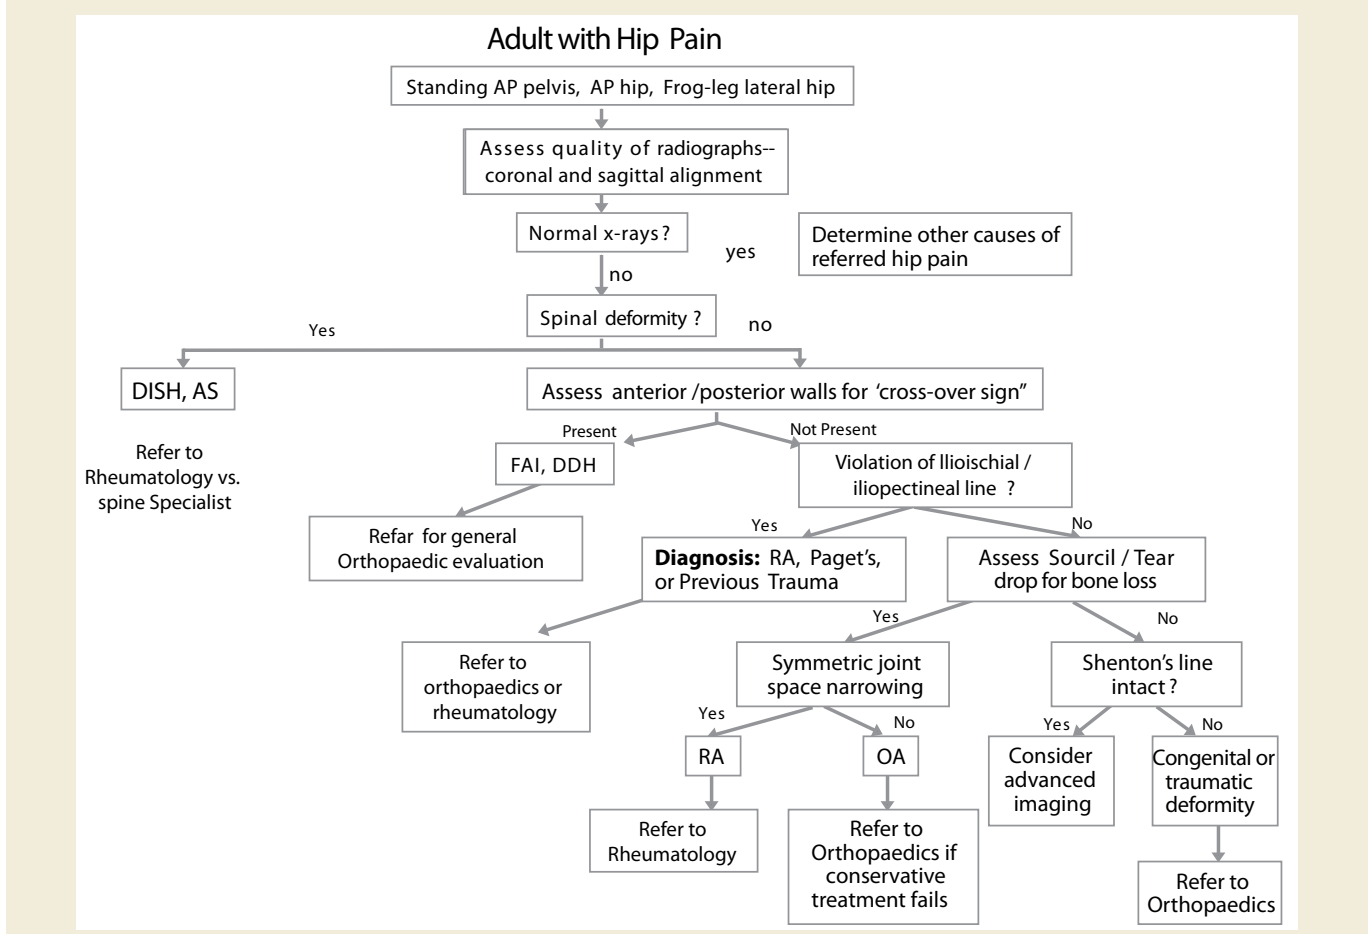 Adult with Hip Pain
Standing AP pelvis, AP hip, Frog-leg lateral hip
Assess quality of radiographs--
coronal and sagittal alignment
Normal x-rays ?
yes
Determine other causes of
referred hip pain
no
Spinal deformity ?
Yes
no
DISH, AS
Refer to
Rheumatology vs.
spine Specialist
Assess anterior /posterior walls for ‘cross-over sign”
Present
Not Present
FAI, DDH
Refar for general
Orthopaedic evaluation
Violation of llioischial /
iliopectineal line ?
Yes
No
Diagnosis: RA, Paget’s,
or Previous Trauma
Refer to
orthopaedics or
rheumatology
Assess Sourcil / Tear
drop for bone loss
Yes
No
Symmetric joint
space narrowing
Shenton’s line
intact ?
Yes
No
Yes
No
RA
OA
Consider
advanced
imaging
Congenital or
traumatic
deformity
Refer to
Rheumatology
Refer to
Orthopaedics if
conservative
treatment fails
Refer to
Orthopaedics